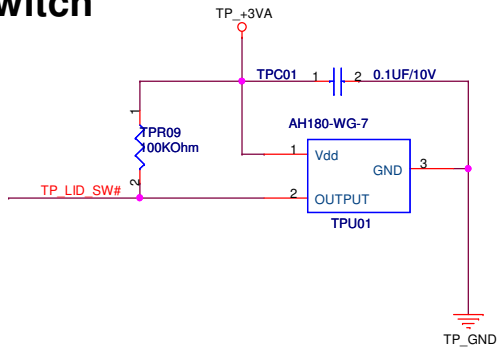 witch
TP_+3VA
TPC01 1 2 0.1UF/10V
1
TPR09
100KOhm
2
AH180-WG-7
1 Vdd
GND 3
TP_LID_SW#
2 OUTPUT
TPU01
TP_GND